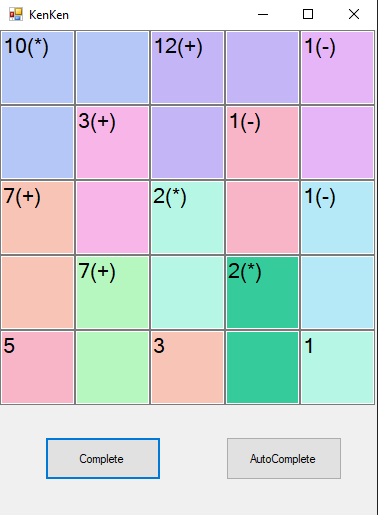 KenKen
10(*) 12(+) 1(-)
3(+) 1(-)
7(+) 2(*) 1(-)
7(+) 2(*)
5 3 1
Complete AutoComplete